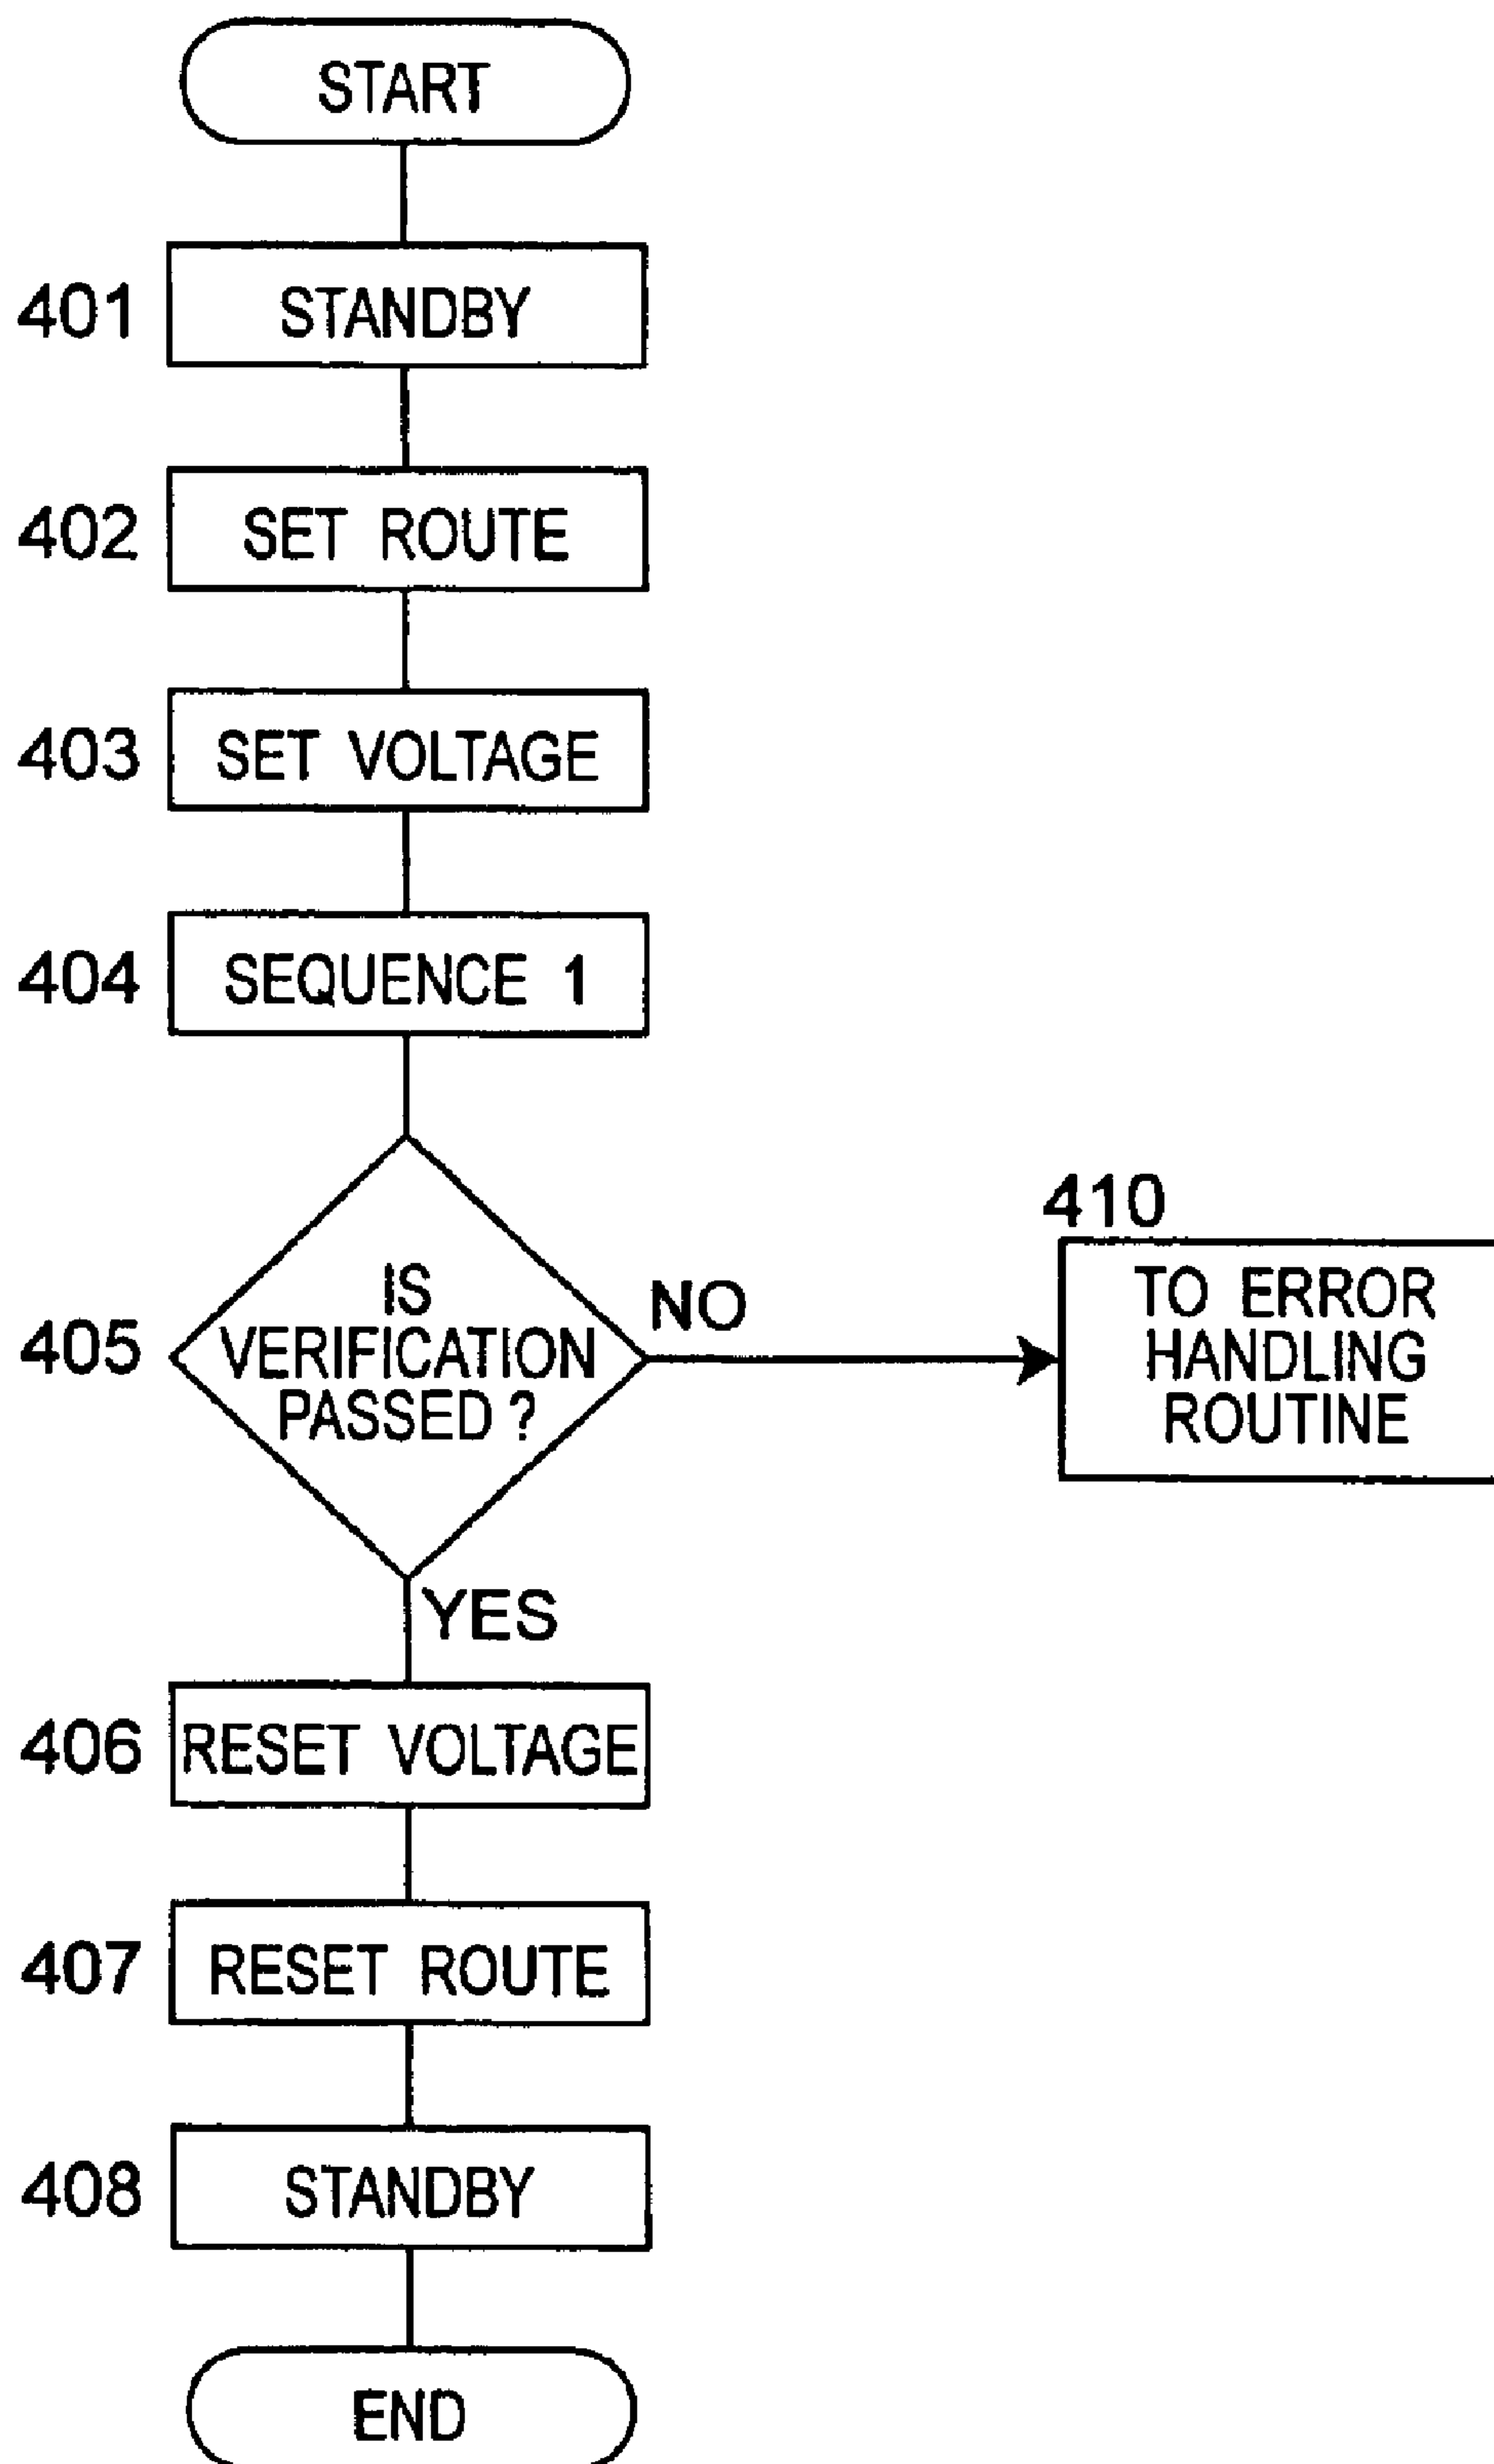 START
401
STANDBY
402
SET ROUTE
403
SET VOLTAGE
404
SEQUENCE 1
405
IS
VERIFICATION
PASSED ?
NO
410
TO ERROR
HANDLING
ROUTINE
YES
406
RESET VOLTAGE
407
RESET ROUTE
408
STANDBY
END